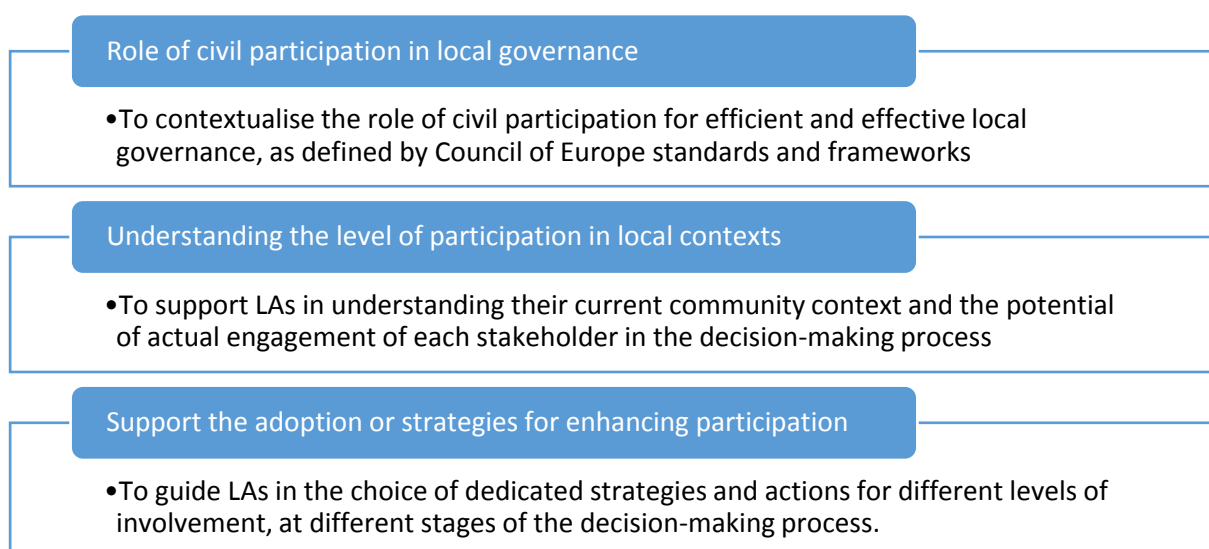 Role of civil participation in local governance
•To contextualise the role of civil participation for efficient and effective local
governance, as defined by Council of Europe standards and frameworks
Understanding the level of participation in local contexts
•To support LAs in understanding their current community context and the potential
of actual engagement of each stakeholder in the decision-making process
Support the adoption or strategies for enhancing participation
•To guide LAs in the choice of dedicated strategies and actions for different levels of
involvement, at different stages of the decision-making process.